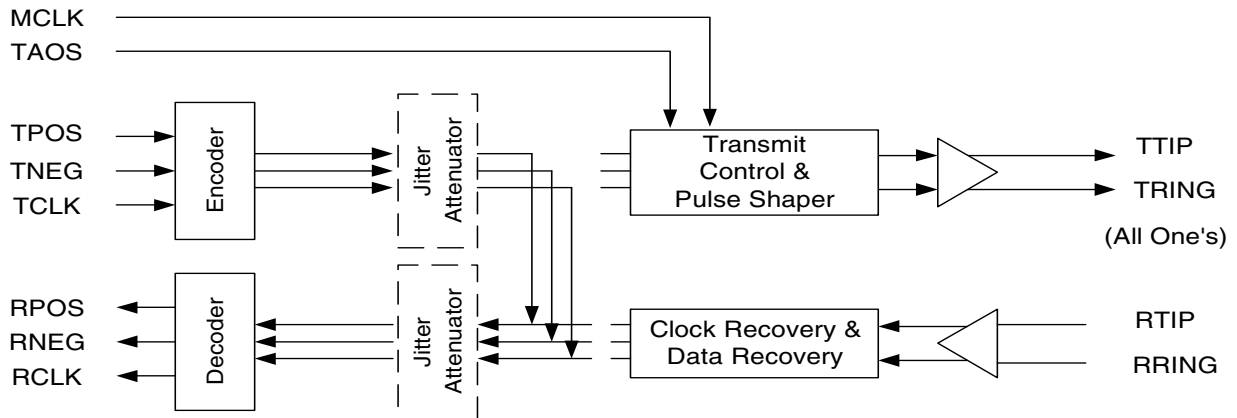 MCLK
TAOS
TPOS
TNEG
TCLK
Encoder
Jitter
Attenuator
Transmit
Control &
Pulse Shaper
TTIP
TRING
(All One's)
RPOS
RNEG
RCLK
Decoder
Jitter
Attenuator
Clock Recovery &
Data Recovery
RTIP
RRING